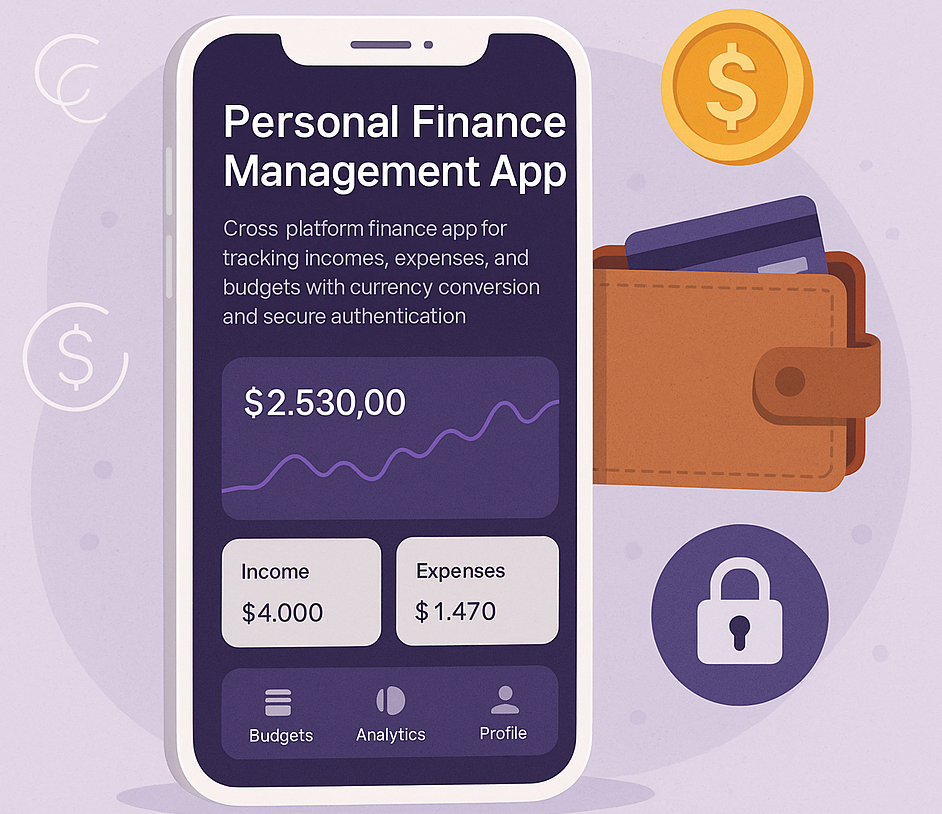 Personal Finance
Management App
Cross platform finance app for
tracking incomes, expenses, and
budgets with currency conversion
and secure authentication
$2.530,00
Income
Expenses
$4.000
$1.470
Budgets
Analytics
Profile
$
$